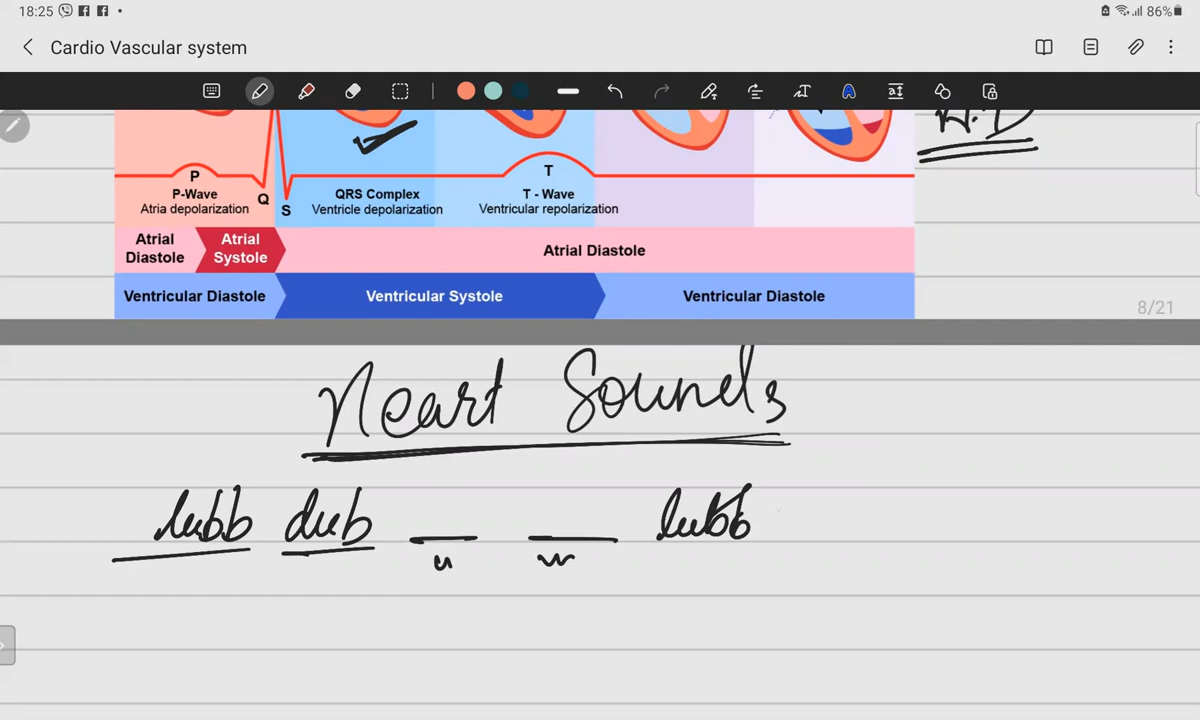 18:25 86%
Cardio Vascular system
H.D
P T
P-Wave QRS Complex T - Wave
Atria depolarization Q S Ventricle depolarization Ventricular repolarization
Atrial Diastole Atrial Systole Atrial Diastole
Ventricular Diastole Ventricular Systole Ventricular Diastole
8/21
Heart Sounds
lubb dub lubb